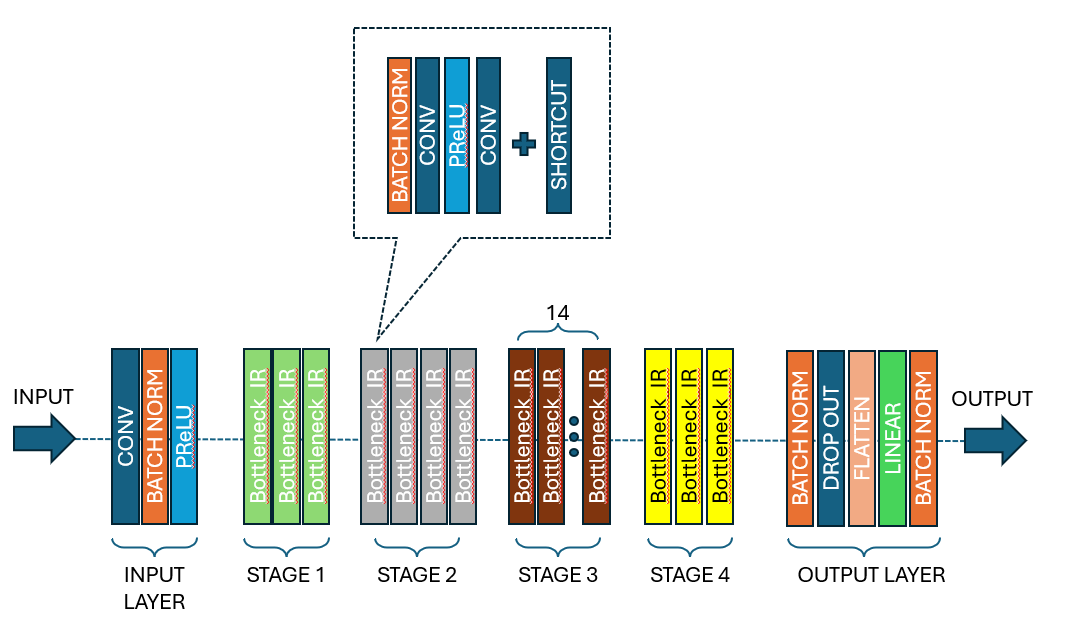 BATCH NORM
CONV
PReLU
CONV
SHORTCUT
14
INPUT
CONV
BATCH NORM
PReLU
Bottleneck_IR
Bottleneck_IR
Bottleneck_IR
Bottleneck_IR
Bottleneck_IR
Bottleneck_IR
Bottleneck_IR
Bottleneck_IR
Bottleneck_IR
Bottleneck_IR
Bottleneck_IR
Bottleneck_IR
Bottleneck_IR
BATCH NORM
DROP OUT
FLATTEN
LINEAR
BATCH NORM
OUTPUT
INPUT
LAYER
STAGE 1
STAGE 2
STAGE 3
STAGE 4
OUTPUT LAYER